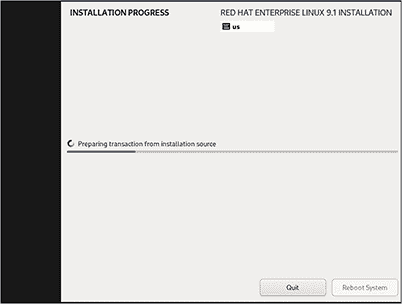 INSTALLATION PROGRESS
RED HAT ENTERPRISE LINUX 9.1 INSTALLATION
us
Preparing transaction from installation source
Quit
Reboot System